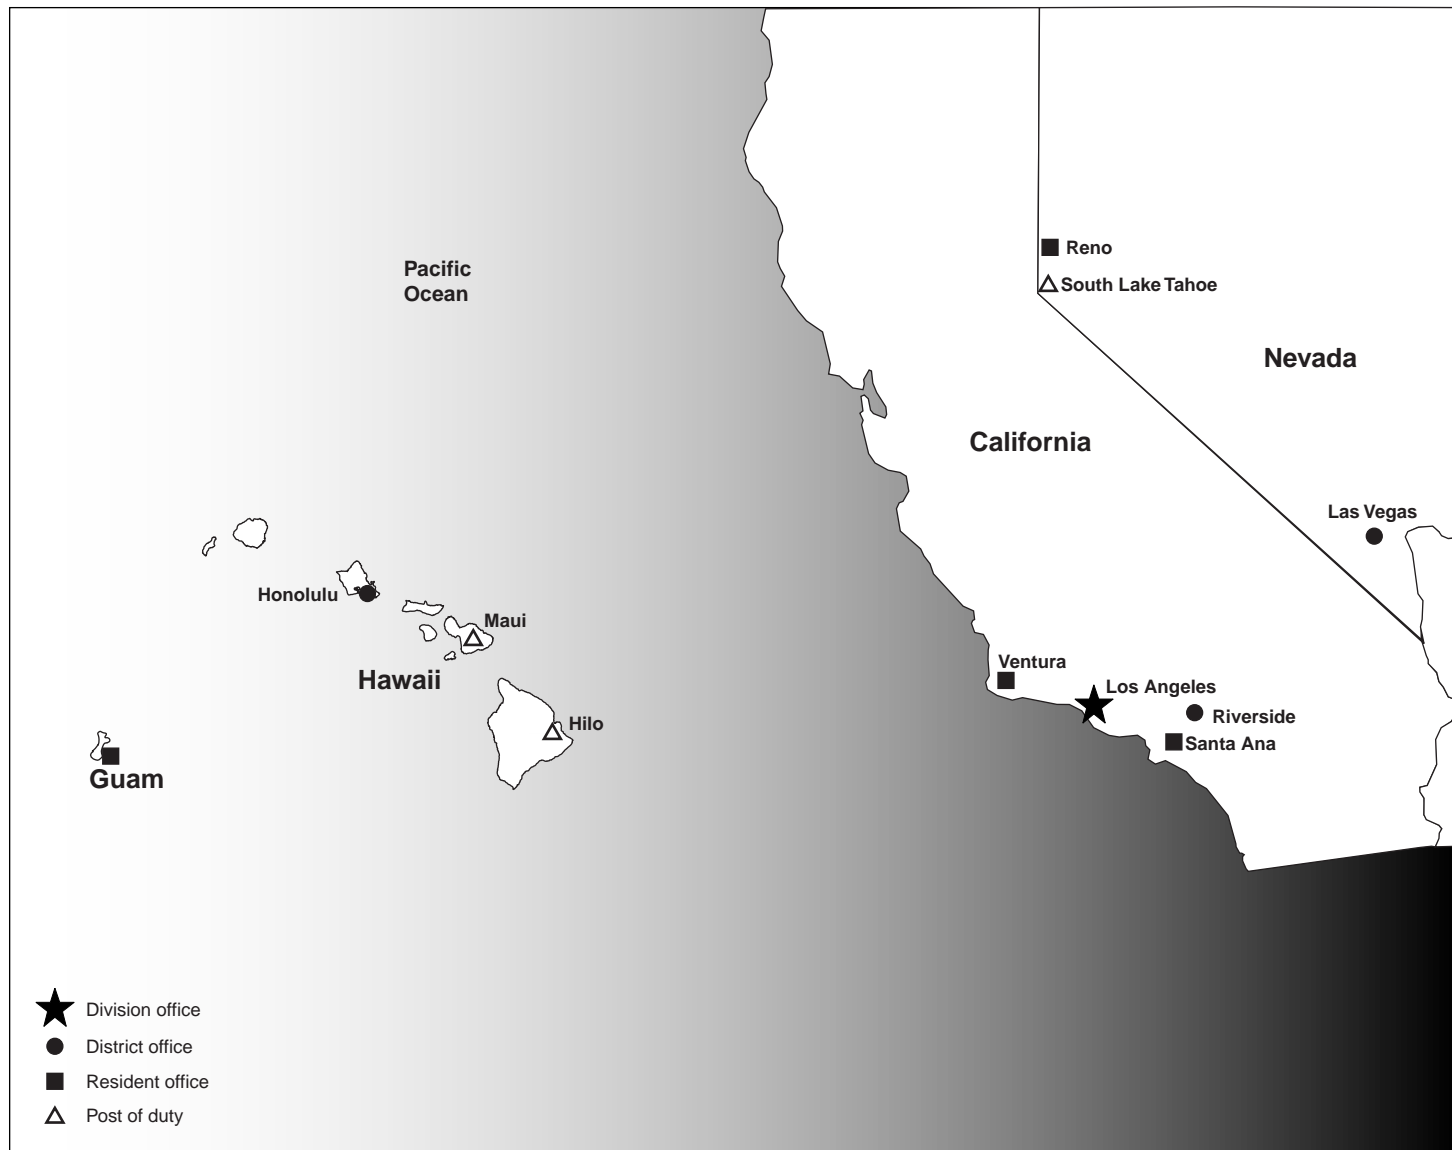 Reno
Pacific
Ocean
South Lake Tahoe
Nevada
California
Las Vegas
Honolulu
Maui
Ventura
Hawaii
Los Angeles
Riverside
Hilo
Santa Ana
Guam
Division office
District office
Resident office
Post of duty